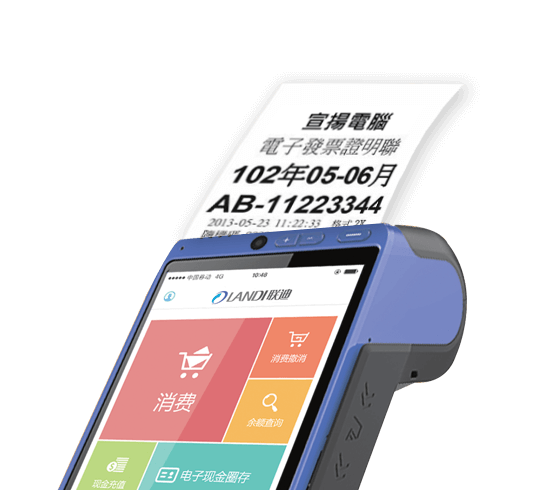 宣揚電腦
電子發票證明聯
102年05-06月
AB-11223344
2013-05-23 11:22:33 格式
中国移动 4G 10:48
LANDI联迪
消费
消费撤消
余额查询
现金充值
电子现金圈存